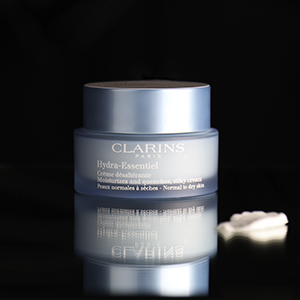 CLARINS
PARIS
Hydra-Essentiel
Crème désaltérante
Moisturizes and quenches, silky cream
Peaux normales à sèches - Normal to dry skin